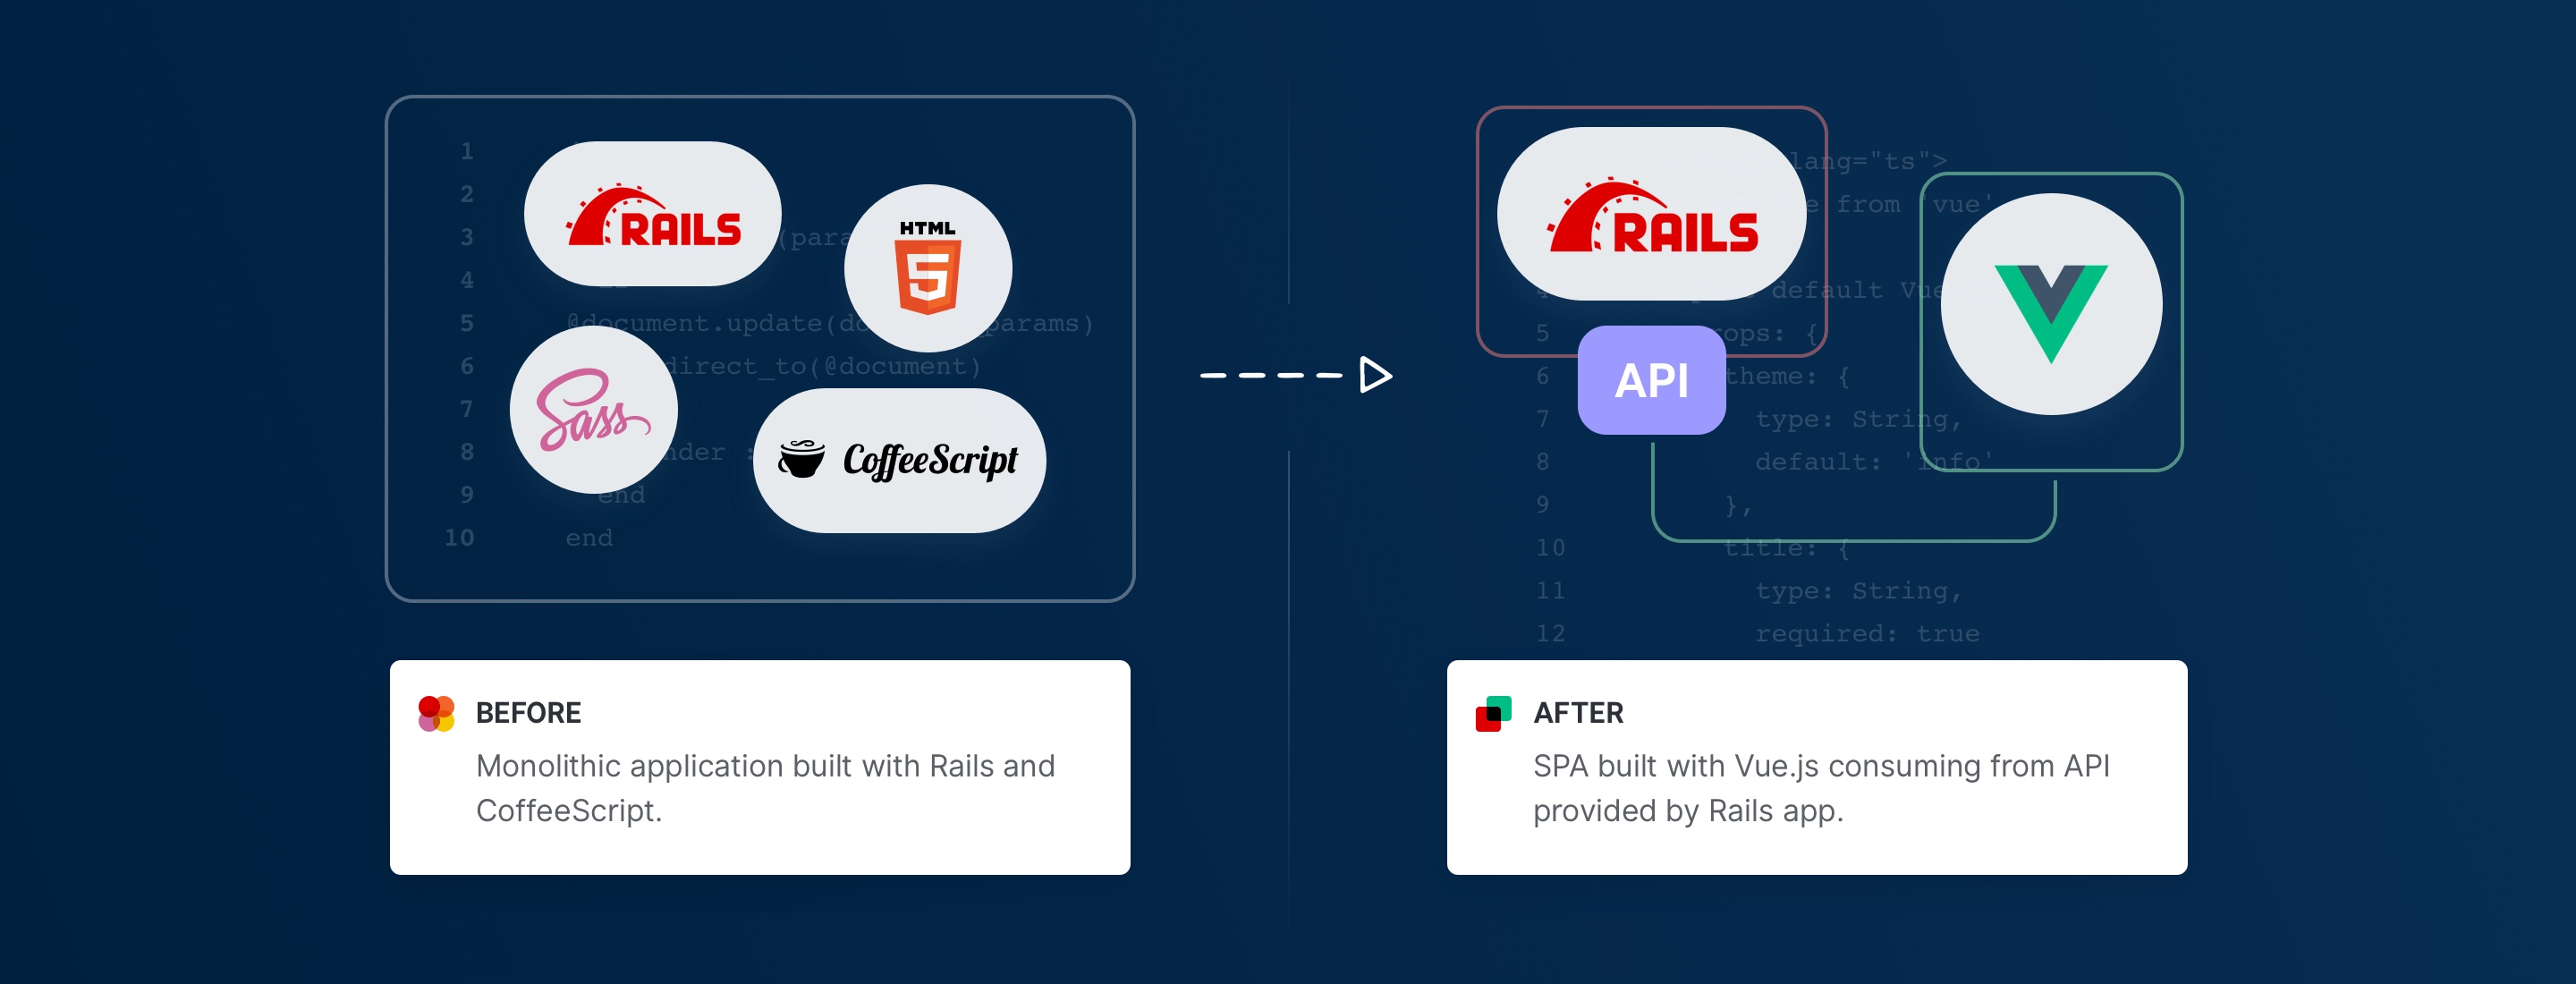 1
2
3 (para
4
5 @document.update(do params)
6 direct_to(@document)
7
8 nder :
9 end
10 end
RAILS
HTML
5
Sass
CoffeeScript
BEFORE
Monolithic application built with Rails and
CoffeeScript.
lang="ts">
e from 'vue'
4 default Vue
5 ops: {
6 theme: {
7 type: String,
8 default: 'info'
9 },
10 title: {
11 type: String,
12 required: true
RAILS
API
AFTER
SPA built with Vue.js consuming from API
provided by Rails app.